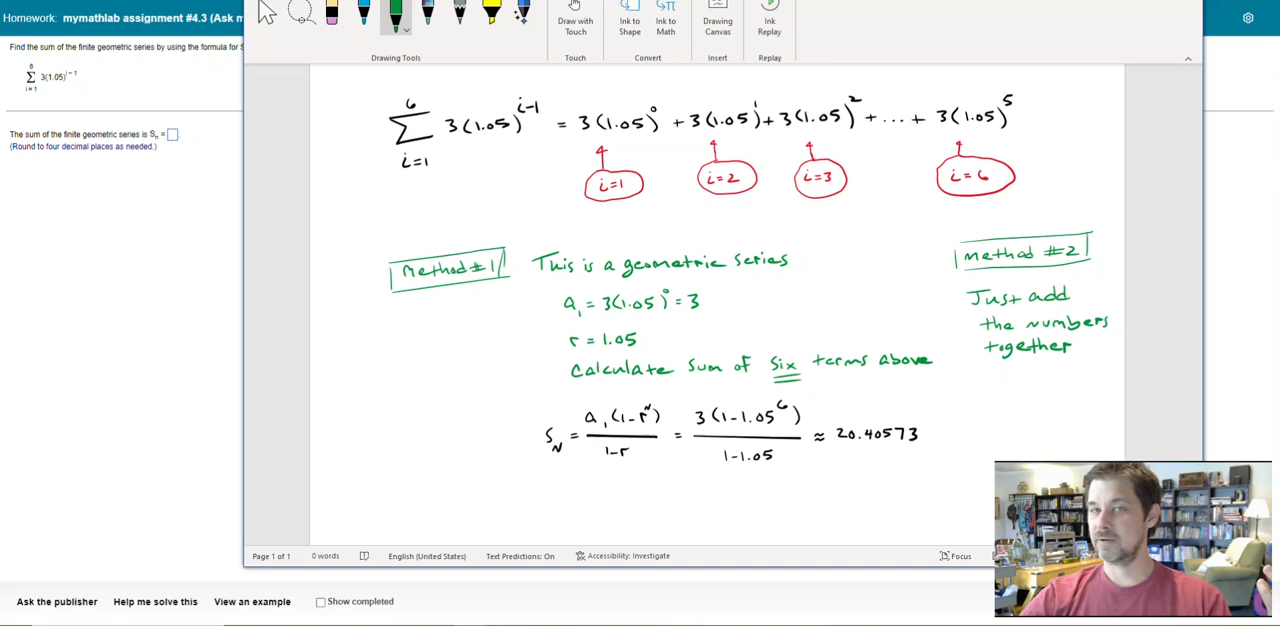 Homework: mymathlab assignment #4.3 (Ask m
Find the sum of the finite geometric series by using the formula for S
6
Σ 3(1.05)^i−1
i=1
The sum of the finite geometric series is Sn = .
(Round to four decimal places as needed.)
Draw with Touch
Ink to Shape
Ink to Math
Drawing Canvas
Ink Replay
Drawing Tools
Touch
Convert
Insert
Replay
6
Σ 3(1.05)^i-1 = 3(1.05)^0 + 3(1.05)^1 + 3(1.05)^2 + ... + 3(1.05)^5
i=1
i=1 i=2 i=3 i=6
Method #1
This is a geometric series
a₁ = 3(1.05)^0 = 3
r = 1.05
Calculate sum of six terms above
Method #2
Just add
the numbers
together
S_N = a₁(1-r^N) / 1-r = 3(1-1.05^6) / 1-1.05 ≈ 20.40573
Page 1 of 1
0 words
English (United States)
Text Predictions: On
Accessibility: Investigate
Focus
Ask the publisher
Help me solve this
View an example
Show completed